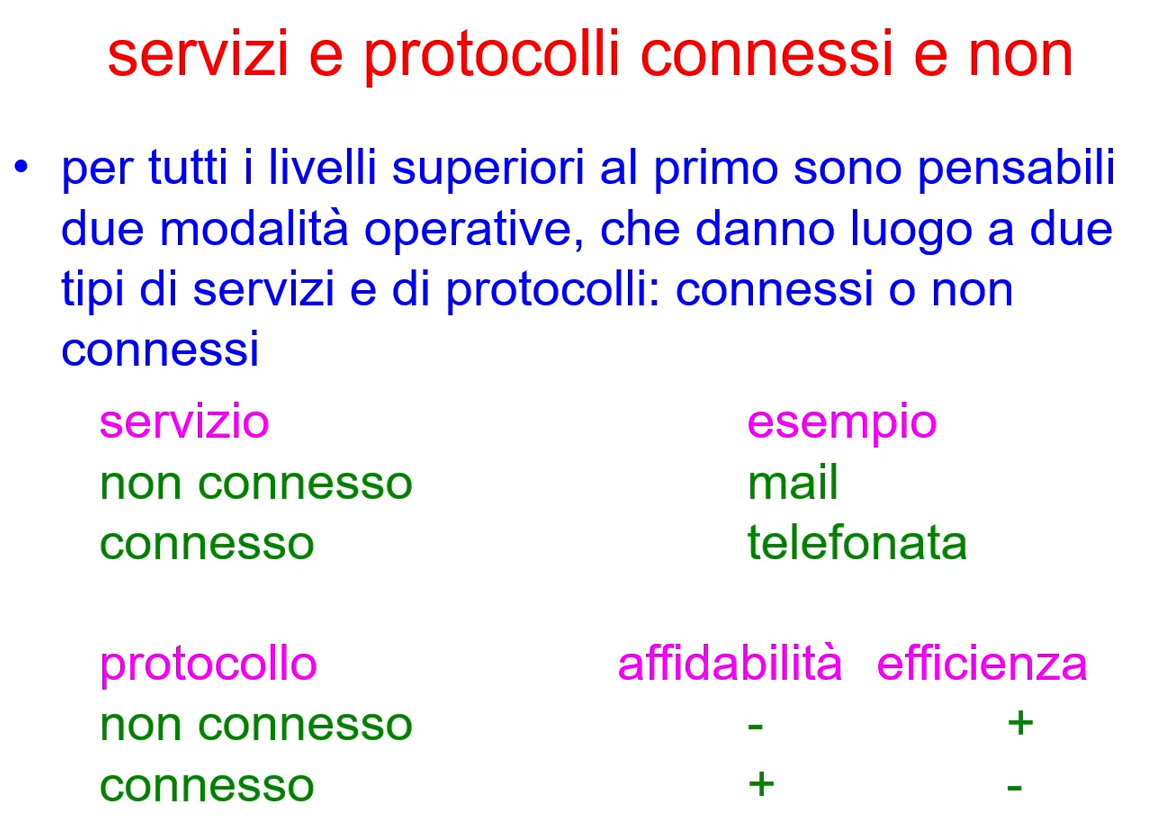 servizi e protocolli connessi e non
• per tutti i livelli superiori al primo sono pensabili
due modalità operative, che danno luogo a due
tipi di servizi e di protocolli: connessi o non
connessi
servizio esempio
non connesso mail
connesso telefonata
protocollo affidabilità efficienza
non connesso - +
connesso + -